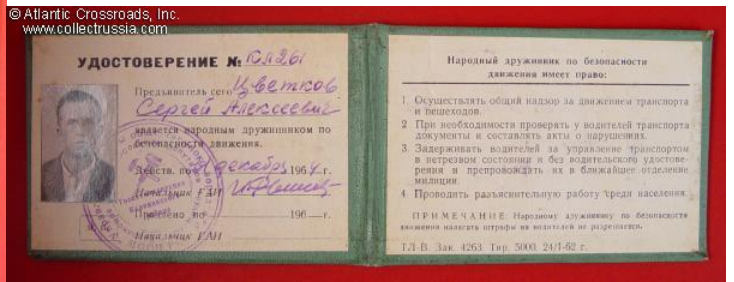 © Atlantic Crossroads, Inc.
www.collectrussia.com
УДОСТОВЕРЕНИЕ № КЛ261
Предъявитель сего Цветков
Сергей Алексеевич
является народным дружинником по
безопасности движения.
Действ. по декабря 1964 г.
Начальник ГАИ
Продлено по 196 г.
Начальник ГАИ
Народный дружинник по безопасности
движения имеет право:
1. Осуществлять общий надзор за движением транспорта
и пешеходов.
2 При необходимости проверять у водителей транспорта
документы и составлять акты о нарушениях.
3. Задерживать водителей за управление транспортом
в нетрезвом состоянии и без водительского удостове-
рения и препровождать их в ближайшее отделение
милиции.
4. Проводить разъяснительную работу среди населения.
ПРИМЕЧАНИЕ: Народному дружиннику по безопасности
движения налагать штрафы на водителей не разрешается.
ТЛ-В. Зак. 4263. Тир. 5000. 24/I-62 г.